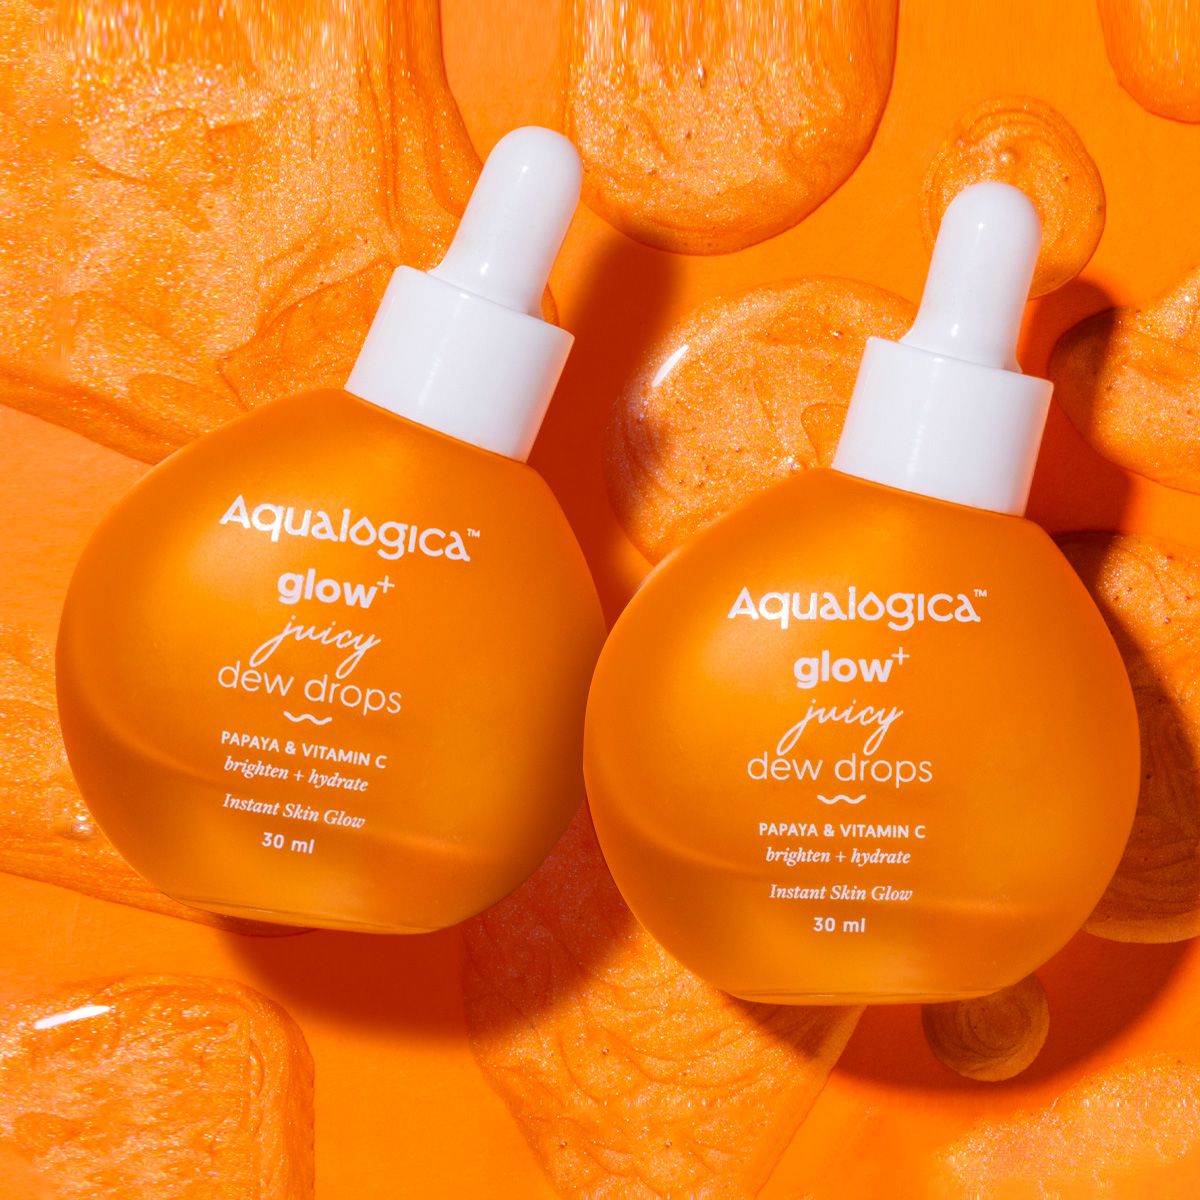 Aqualogica™
glow+
juicy
dew drops
PAPAYA & VITAMIN C
brighten + hydrate
Instant Skin Glow
30 ml
Aqualogica™
glow+
juicy
dew drops
PAPAYA & VITAMIN C
brighten + hydrate
Instant Skin Glow
30 ml